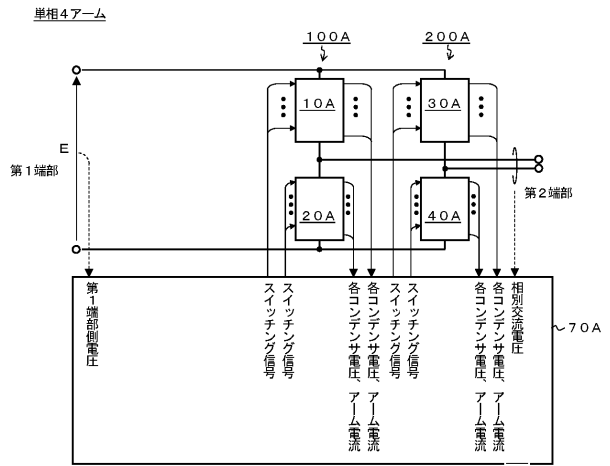 単相４アーム
１００Ａ
２００Ａ
１０Ａ
３０Ａ
Ｅ
第１端部
第２端部
２０Ａ
４０Ａ
第１端部側電圧
スイッチング信号
スイッチング信号
各コンデンサ電圧、アーム電流
各コンデンサ電圧、アーム電流
スイッチング信号
スイッチング信号
各コンデンサ電圧、アーム電流
各コンデンサ電圧、アーム電流
相別交流電圧
７０Ａ